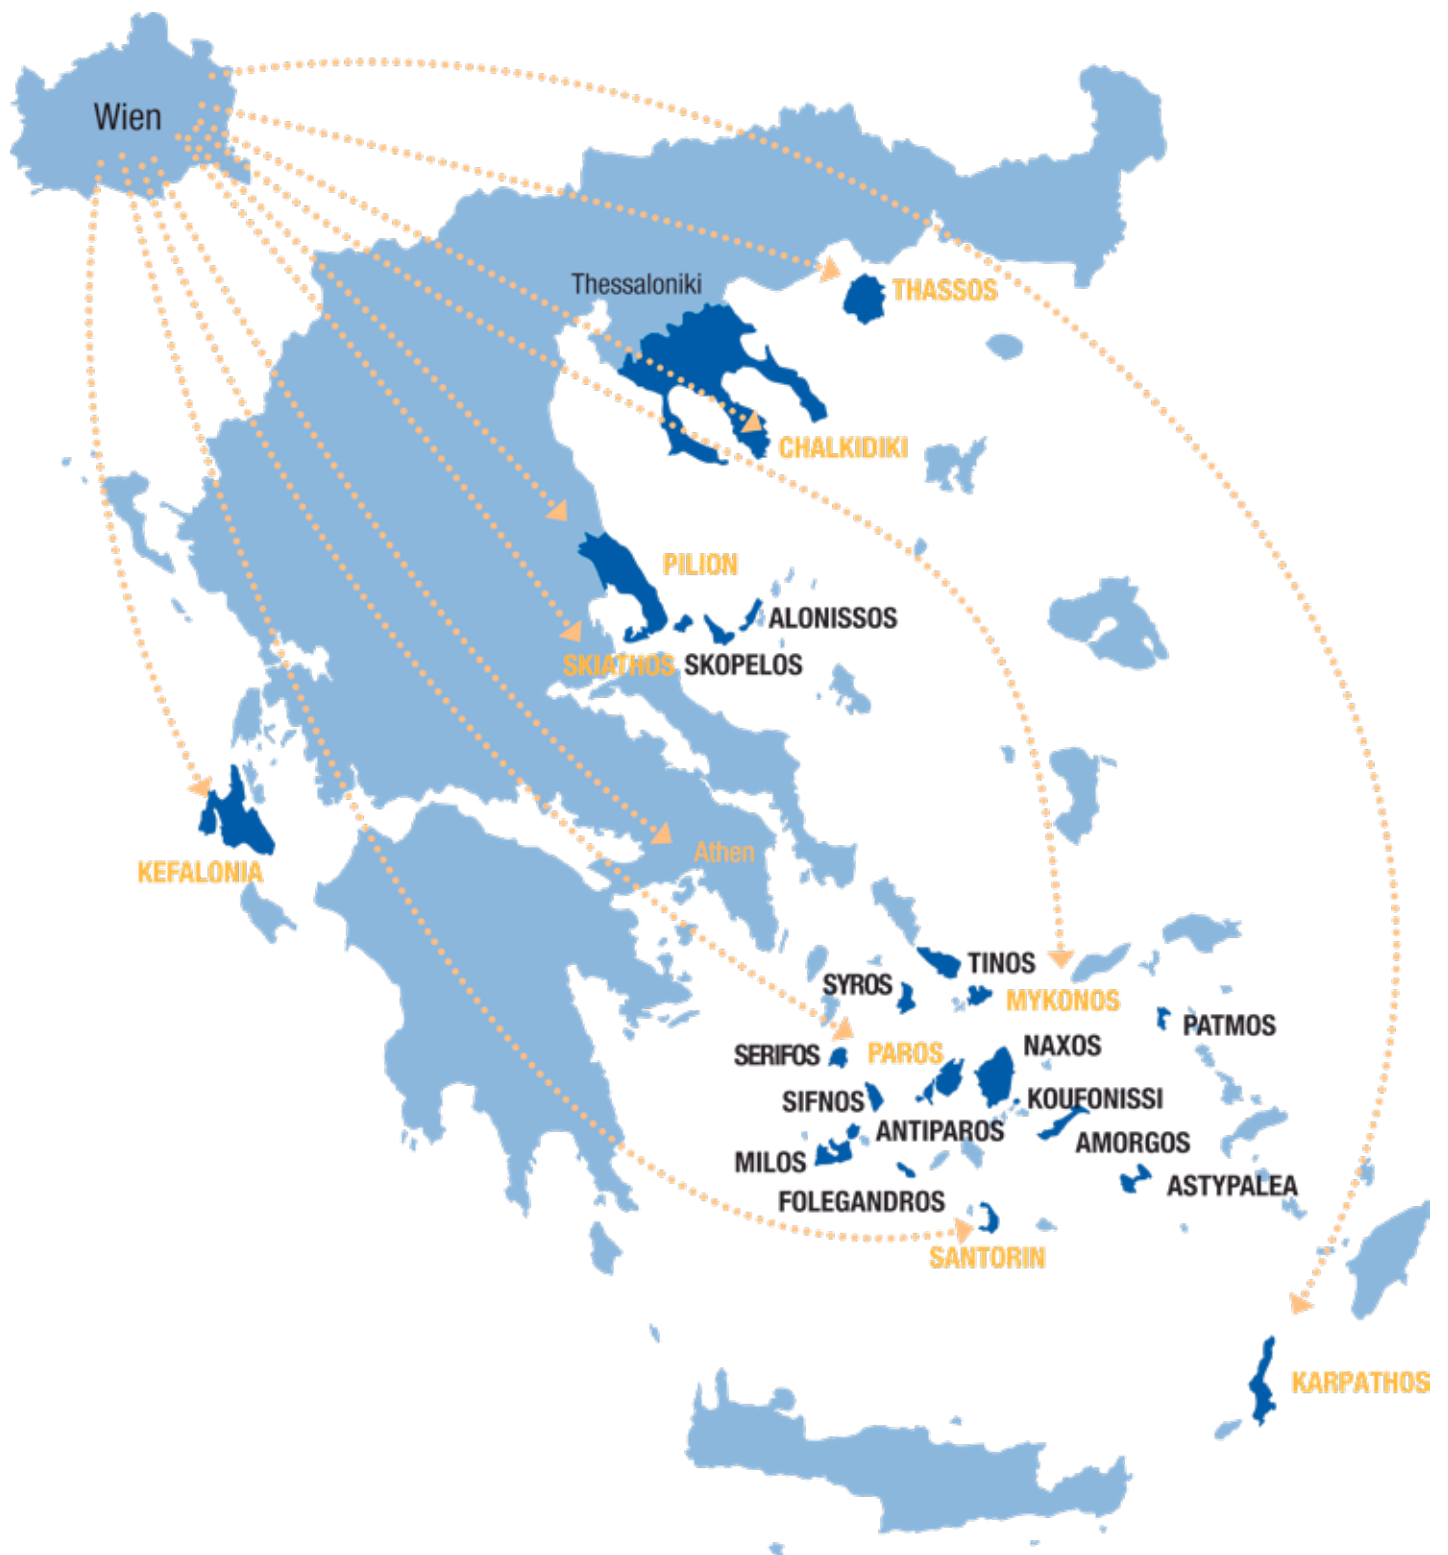 Wien
Thessaloniki
THASSOS
CHALKIDIKI
PILION
ALONISSOS
SKIATHOS SKOPELOS
Athen
KEFALONIA
TINOS
SYROS
MYKONOS
PATMOS
NAXOS
SERIFOS
PAROS
SIFNOS
KOUFONISSI
ANTIPAROS
AMORGOS
MILOS
ASTYPALEA
FOLEGANDROS
SANTORIN
KARPATHOS